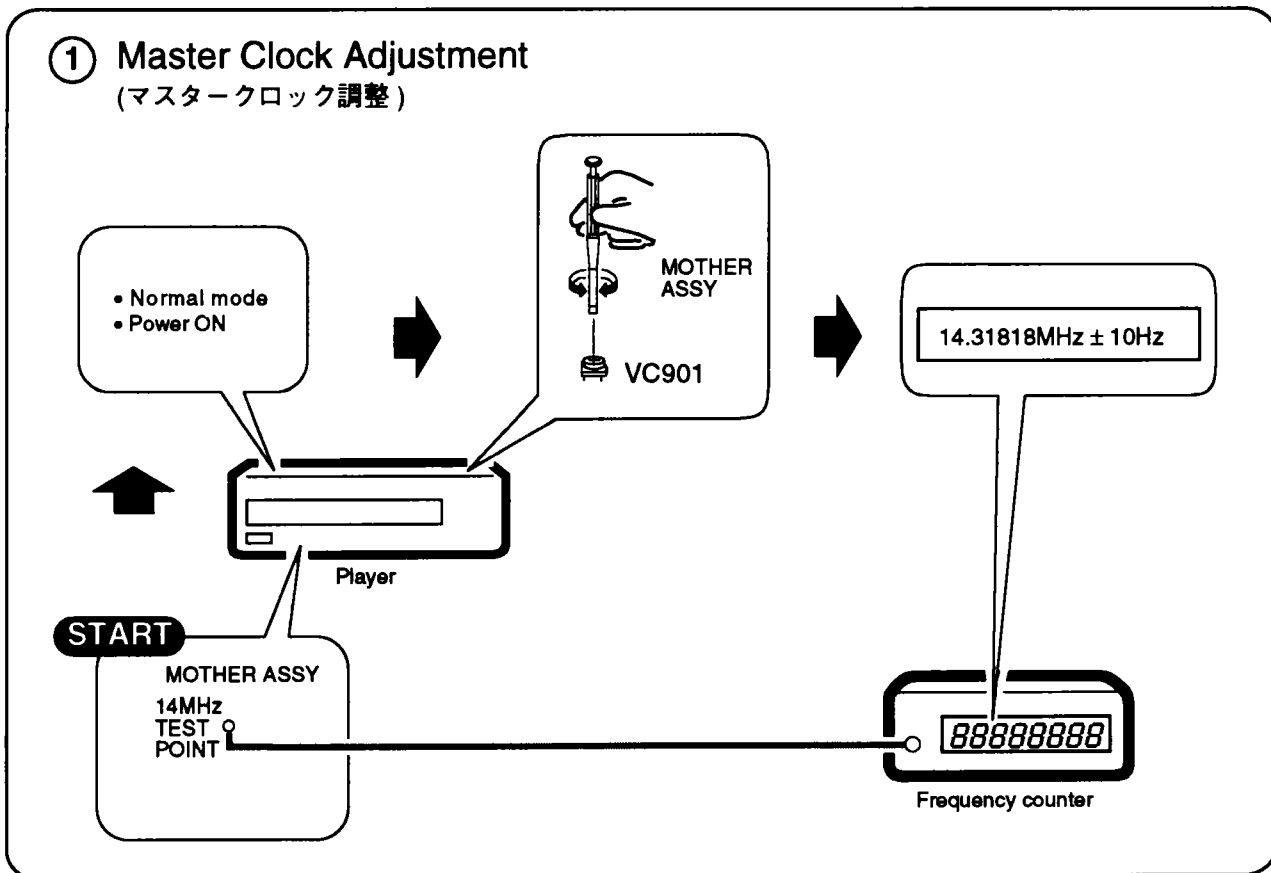 ① Master Clock Adjustment
(マスタークロック調整)
• Normal mode
• Power ON
MOTHER
ASSY
VC901
14.31818MHz ± 10Hz
Player
START
MOTHER ASSY
14MHz
TEST
POINT
88888888
Frequency counter